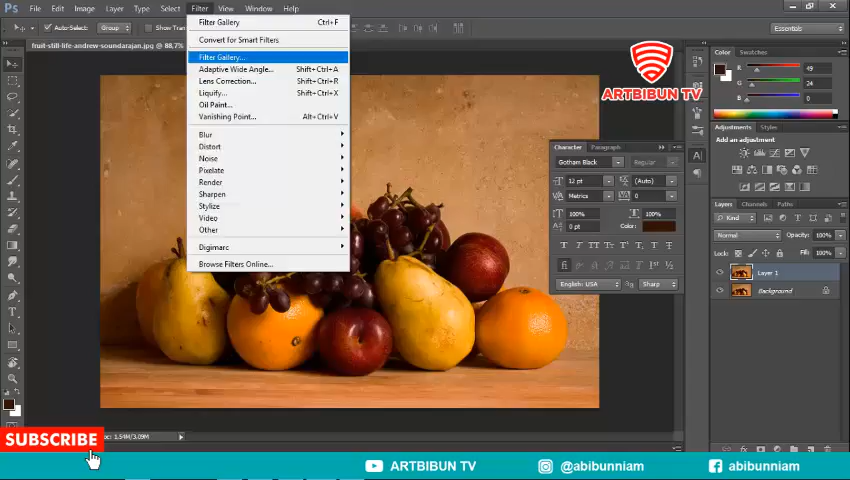 Ps File Edit Image Layer Type Select Filter View Window Help
Auto-Select: Group Show Tran
Essentials
fruit-still-life-andrew-soundarajan.jpg @ 88,7%
Filter Gallery Ctrl+F
Convert for Smart Filters
Filter Gallery...
Adaptive Wide Angle... Shift+Ctrl+A
Lens Correction... Shift+Ctrl+R
Liquify... Shift+Ctrl+X
Oil Paint...
Vanishing Point... Alt+Ctrl+V
Blur
Distort
Noise
Pixelate
Render
Sharpen
Stylize
Video
Other
Digimarc
Browse Filters Online...
ARTBIBUN TV
Character Paragraph
Gotham Black Regular
12 pt (Auto)
Metrics 0
100% 100%
0 pt Color:
English: USA Sharp
Color Swatches
R 49
G 24
B 0
Adjustments Styles
Add an adjustment
Layers Channels Paths
Kind
Normal Opacity: 100%
Lock: Fill: 100%
Layer 1
Background
Doc: 1.54M/3.09M
SUBSCRIBE
ARTBIBUN TV @abibunniam abibunniam